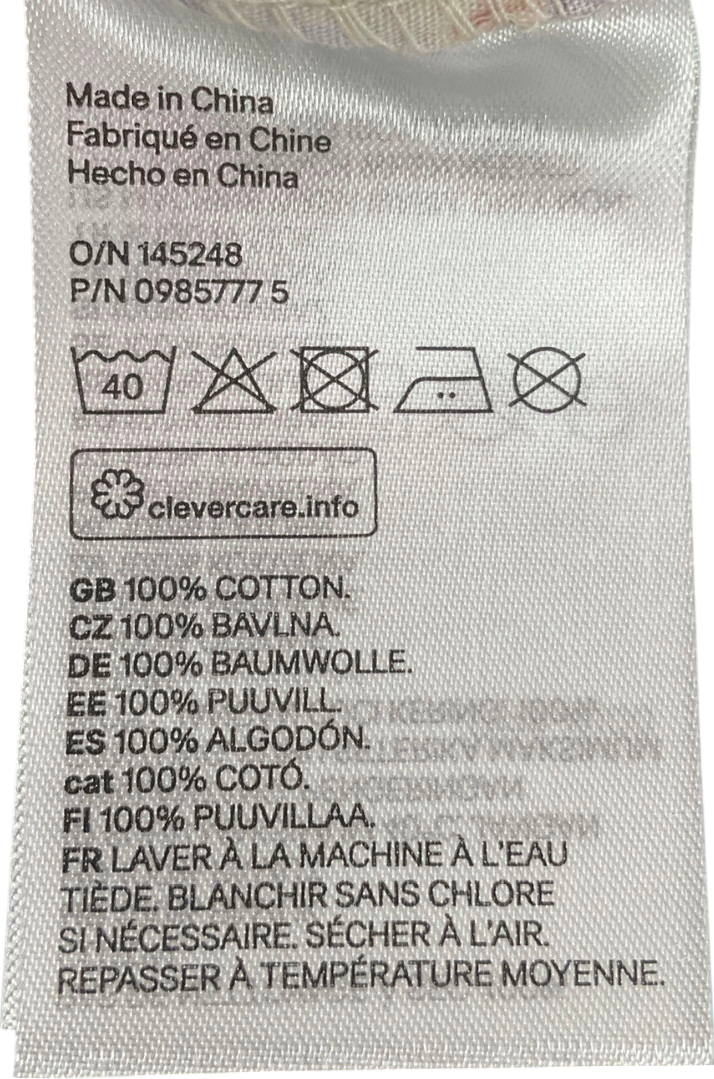 Made in China
Fabriqué en Chine
Hecho en China
O/N 145248
P/N 0985777 5
40
clevercare.info
GB 100% COTTON.
CZ 100% BAVLNA.
DE 100% BAUMWOLLE.
EE 100% PUUVILL.
ES 100% ALGODÓN.
cat 100% COTÓ.
FI 100% PUUVILLAA.
FR LAVER À LA MACHINE À L'EAU
TIÈDE. BLANCHIR SANS CHLORE
SI NÉCESSAIRE. SÉCHER À L'AIR.
REPASSER À TEMPÉRATURE MOYENNE.